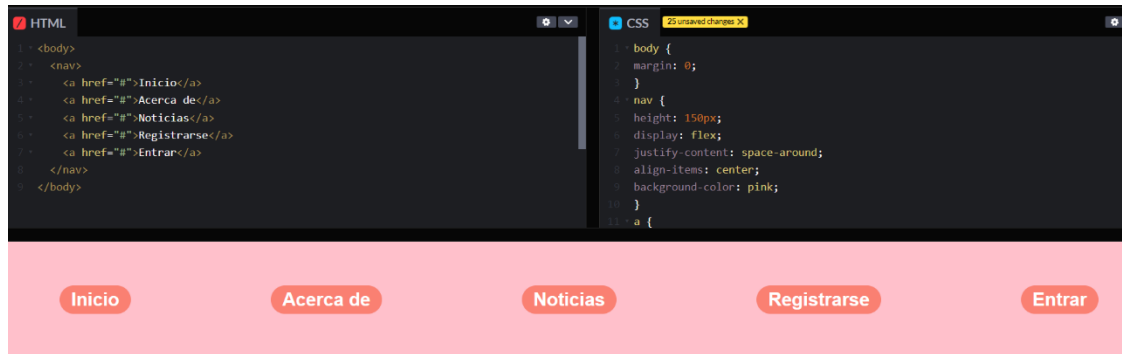 HTML
1 <body>
2 <nav>
3 <a href="#">Inicio</a>
4 <a href="#">Acerca de</a>
5 <a href="#">Noticias</a>
6 <a href="#">Registrarse</a>
7 <a href="#">Entrar</a>
8 </nav>
9 </body>
CSS 25 unsaved changes X
1 body {
2 margin: 0;
3 }
4 nav {
5 height: 150px;
6 display: flex;
7 justify-content: space-around;
8 align-items: center;
9 background-color: pink;
10 }
11 a {
Inicio Acerca de Noticias Registrarse Entrar